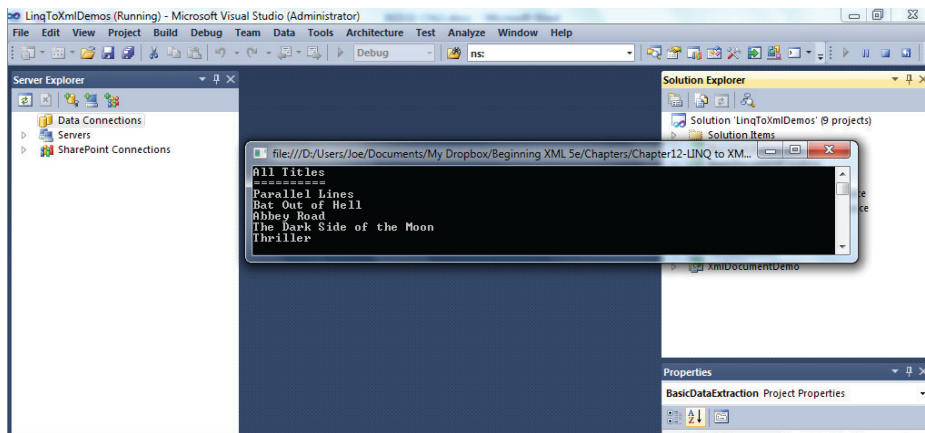 LinqToXmlDemos (Running) - Microsoft Visual Studio (Administrator)
File Edit View Project Build Debug Team Data Tools Architecture Test Analyze Window Help
Debug
ns:
Server Explorer
Data Connections
Servers
SharePoint Connections
Solution Explorer
Solution 'LinqToXmlDemos' (9 projects)
Solution Items
file:///D:/Users/Joe/Documents/My Dropbox/Beginning XML 5e/Chapters/Chapter12-LINQ to XM...
All Titles
==========
Parallel Lines
Bat Out of Hell
Abbey Road
The Dark Side of the Moon
Thriller
XmlDocumentDemo
Properties
BasicDataExtraction Project Properties